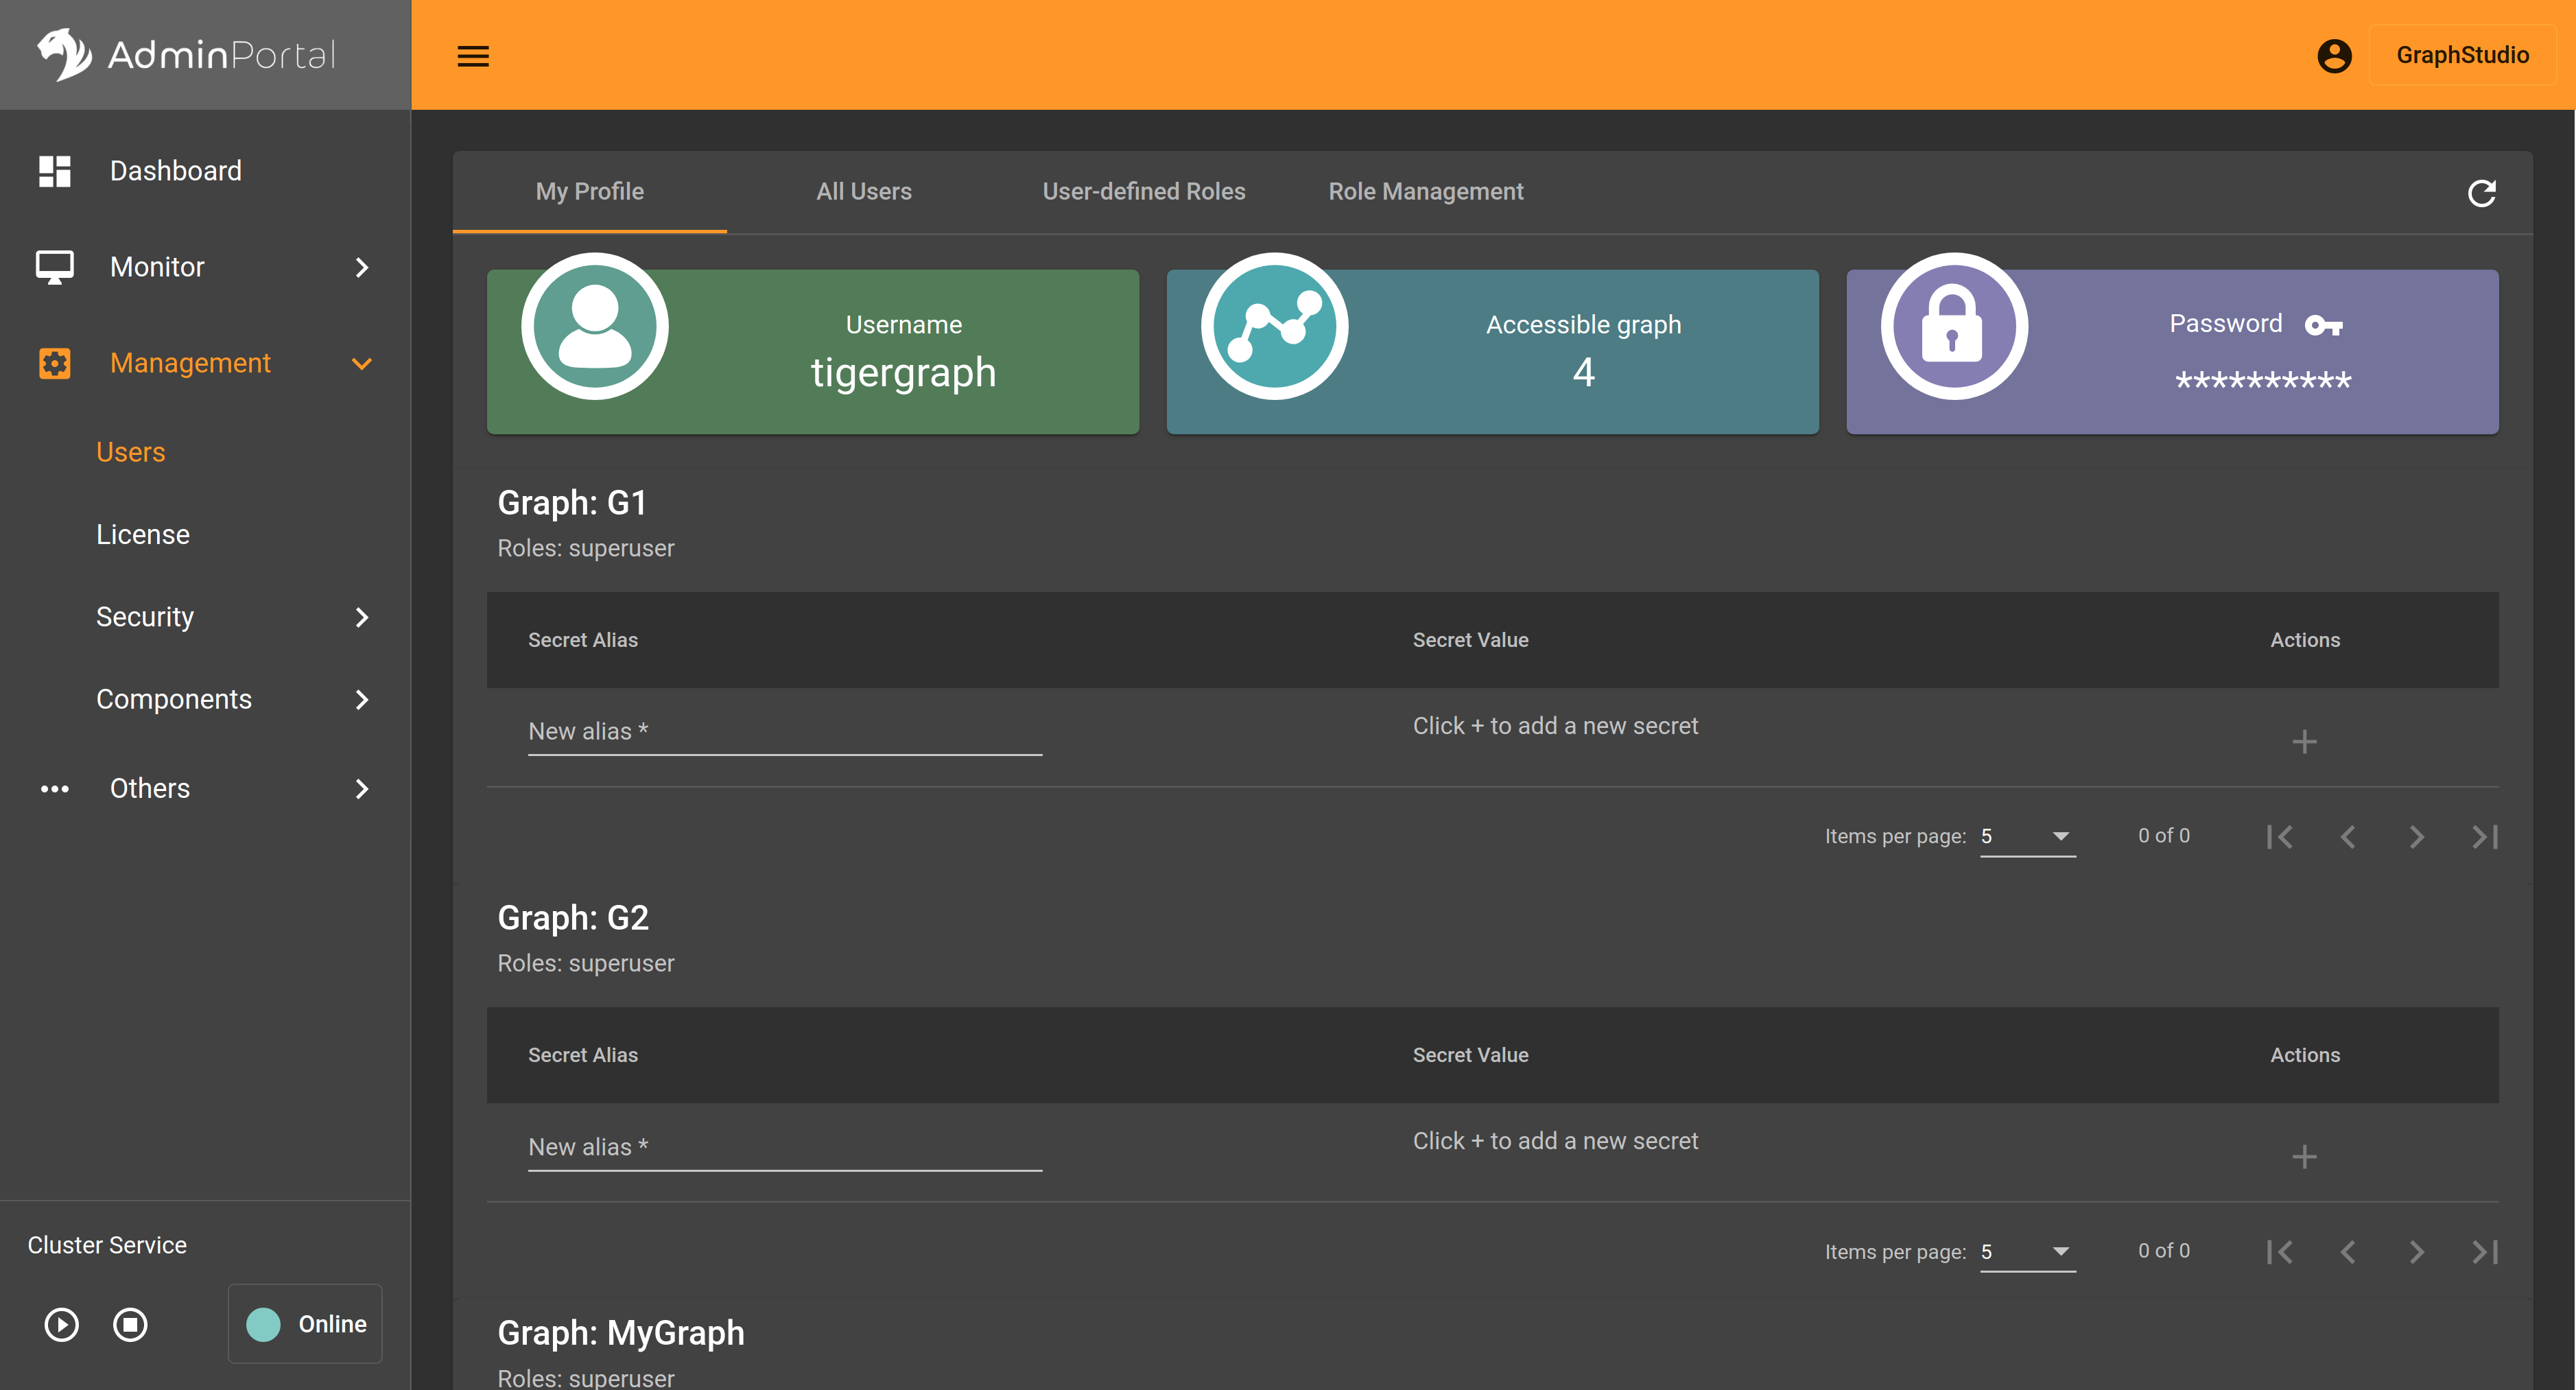 AdminPortal
GraphStudio
Dashboard
Monitor
Management
Users
License
Security
Components
Others
Cluster Service
Online
My Profile All Users User-defined Roles Role Management
Username
tigergraph
Accessible graph
4
Password
**********
Graph: G1
Roles: superuser
Secret Alias Secret Value Actions
New alias * Click + to add a new secret +
Items per page: 5 0 of 0
Graph: G2
Roles: superuser
Secret Alias Secret Value Actions
New alias * Click + to add a new secret +
Items per page: 5 0 of 0
Graph: MyGraph
Roles: superuser